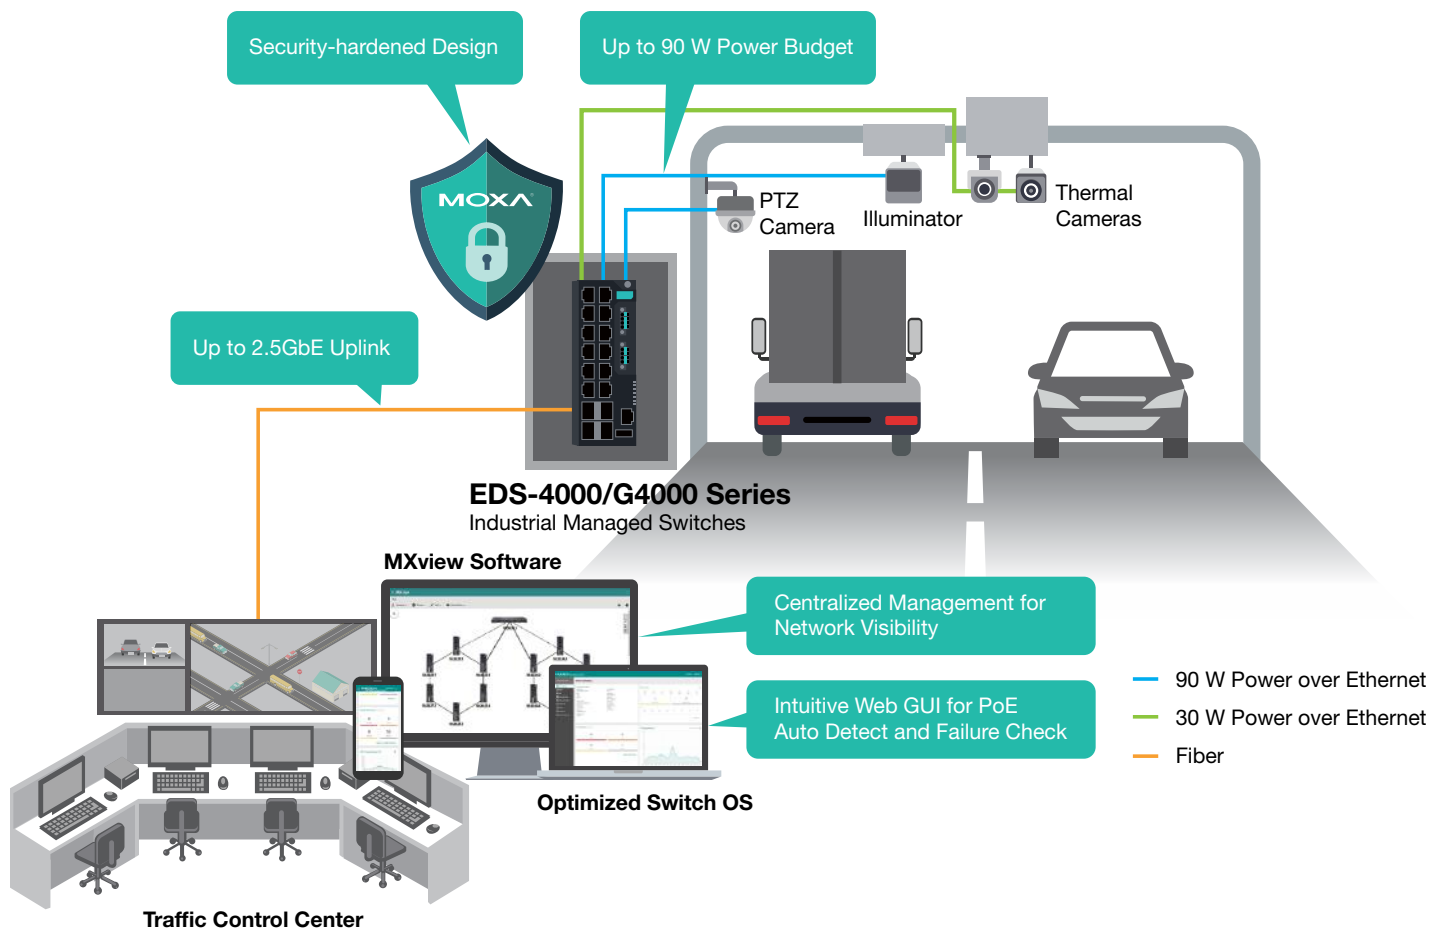 Security-hardened Design
Up to 90 W Power Budget
MOXA
PTZ
Camera
Illuminator
Thermal
Cameras
Up to 2.5GbE Uplink
EDS-4000/G4000 Series
Industrial Managed Switches
MXview Software
Centralized Management for
Network Visibility
Intuitive Web GUI for PoE
Auto Detect and Failure Check
90 W Power over Ethernet
30 W Power over Ethernet
Fiber
Optimized Switch OS
Traffic Control Center